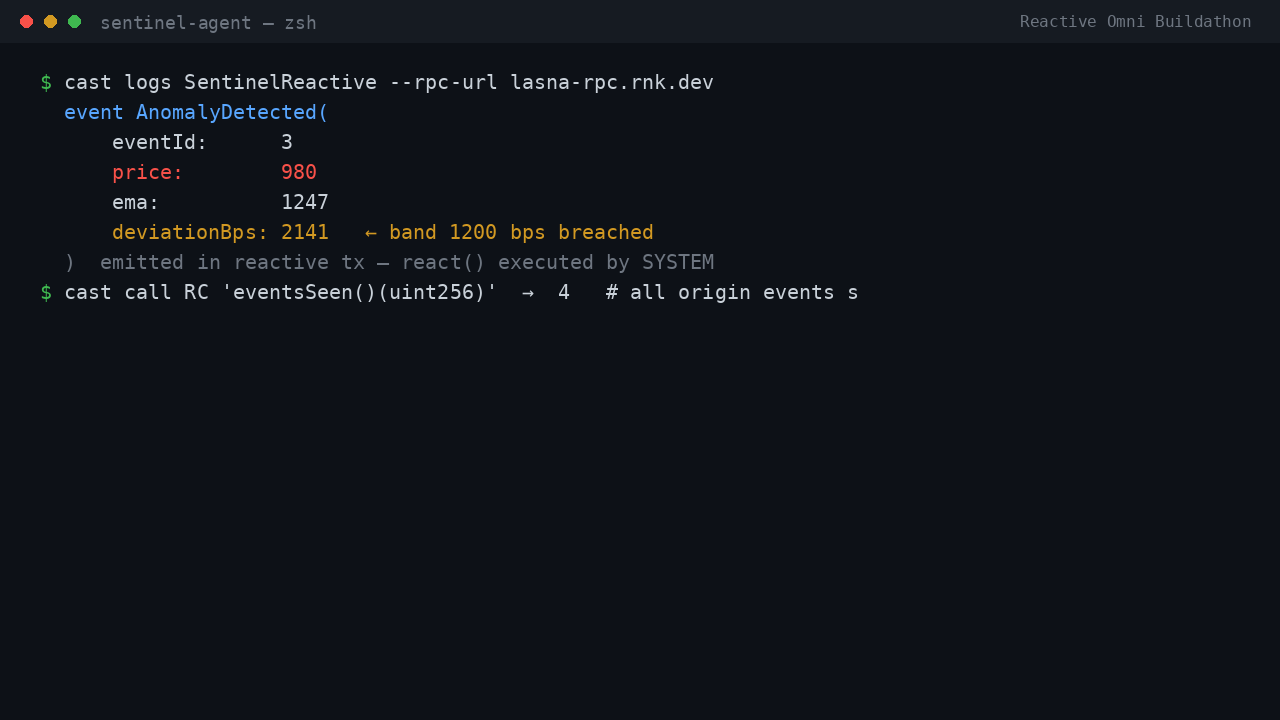 sentinel-agent — zsh
Reactive Omni Buildathon
$ cast logs SentinelReactive --rpc-url lasna-rpc.rnk.dev
event AnomalyDetected(
eventId: 3
price: 980
ema: 1247
deviationBps: 2141 ← band 1200 bps breached
) emitted in reactive tx — react() executed by SYSTEM
$ cast call RC 'eventsSeen()(uint256)' → 4 # all origin events s